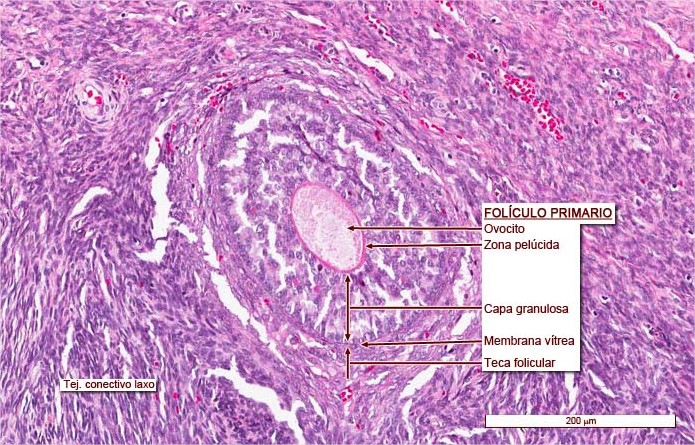 FOLÍCULO PRIMARIO
Ovocito
Zona pelúcida
Capa granulosa
Membrana vítrea
Teca folicular
Tej. conectivo laxo
200 µm